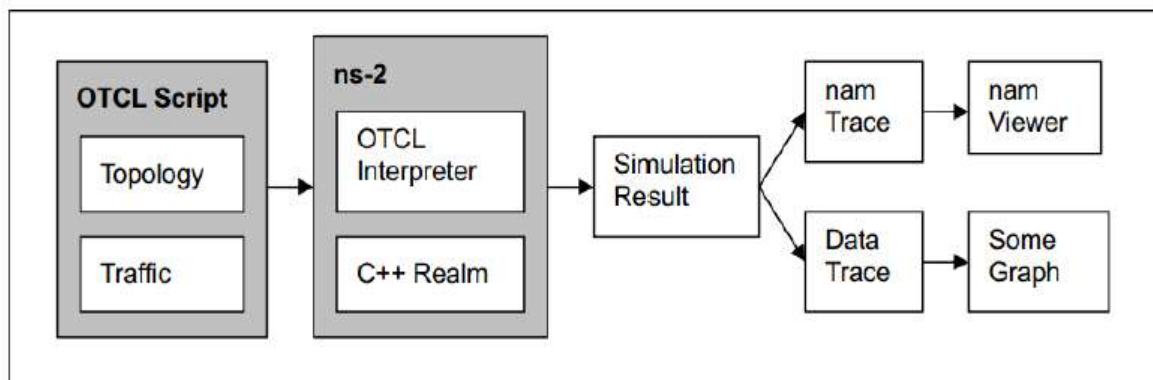 OTCL Script
Topology
Traffic
ns-2
OTCL
Interpreter
C++ Realm
Simulation
Result
nam
Trace
nam
Viewer
Data
Trace
Some
Graph